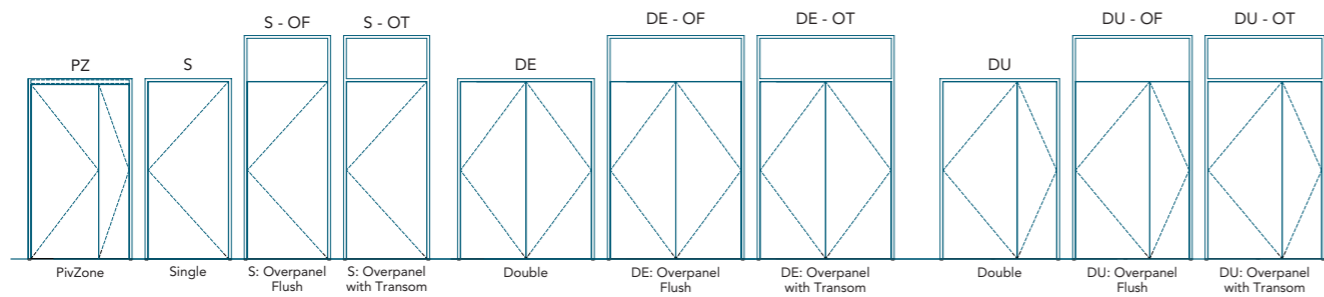 PZ
S
S - OF
S - OT
DE
DE - OF
DE - OT
DU
DU - OF
DU - OT
PivZone
Single
S: Overpanel
Flush
S: Overpanel
with Transom
Double
DE: Overpanel
Flush
DE: Overpanel
with Transom
Double
DU: Overpanel
Flush
DU: Overpanel
with Transom